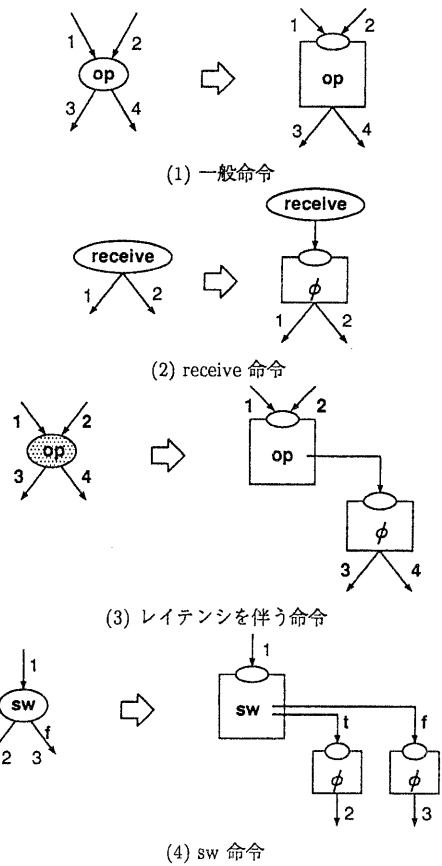 1 2 1 2
op op
3 4 3 4
(1) 一般命令
receive
receive
φ
1 2 1 2
(2) receive 命令
1 2 1 2
op op
3 4
φ
3 4
(3) レイテンシを伴う命令
1 1
sw sw
f t f
2 3
φ φ
2 3
(4) sw 命令